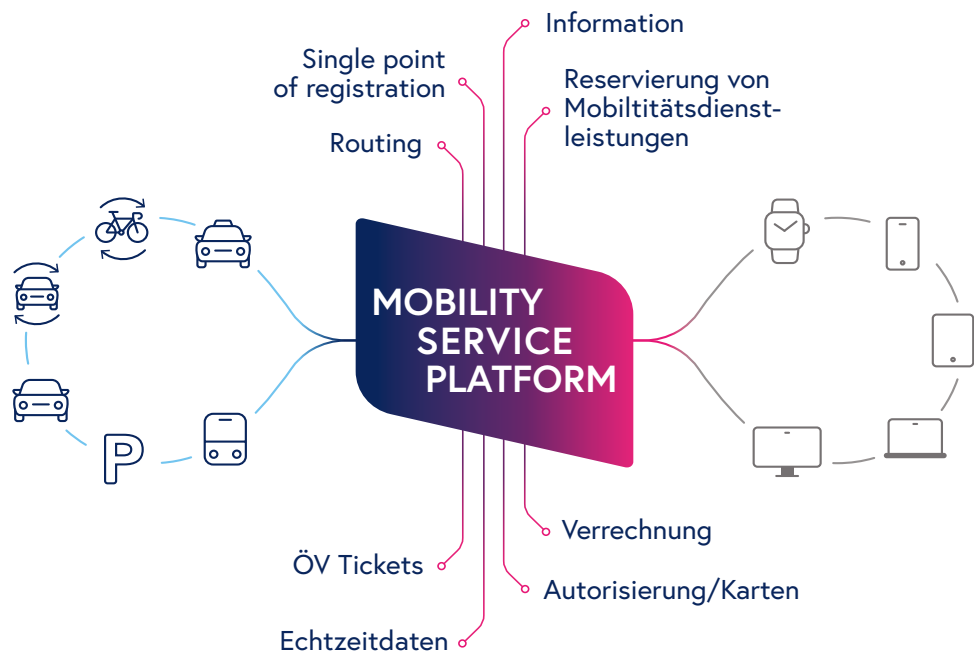 Information
Single point
of registration
Reservierung von
Mobiltitätsdienst-
leistungen
Routing
MOBILITY
SERVICE
PLATFORM
P
Verrechnung
ÖV Tickets
Autorisierung/Karten
Echtzeitdaten